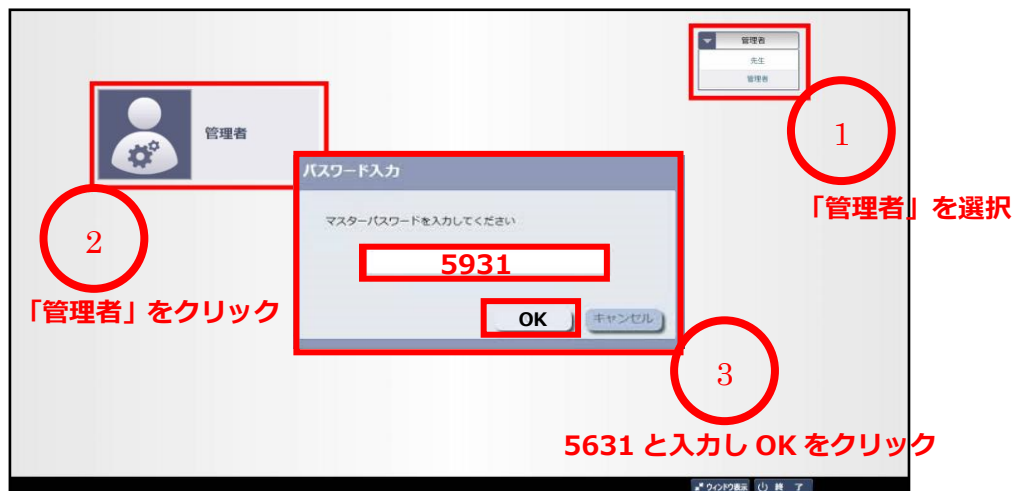 管理者
先生
管理者
1
「管理者」を選択
管理者
2
「管理者」をクリック
パスワード入力
マスターパスワードを入力してください
5931
OK
キャンセル
3
5631 と入力し OK をクリック
ウィンドウ表示
終 了